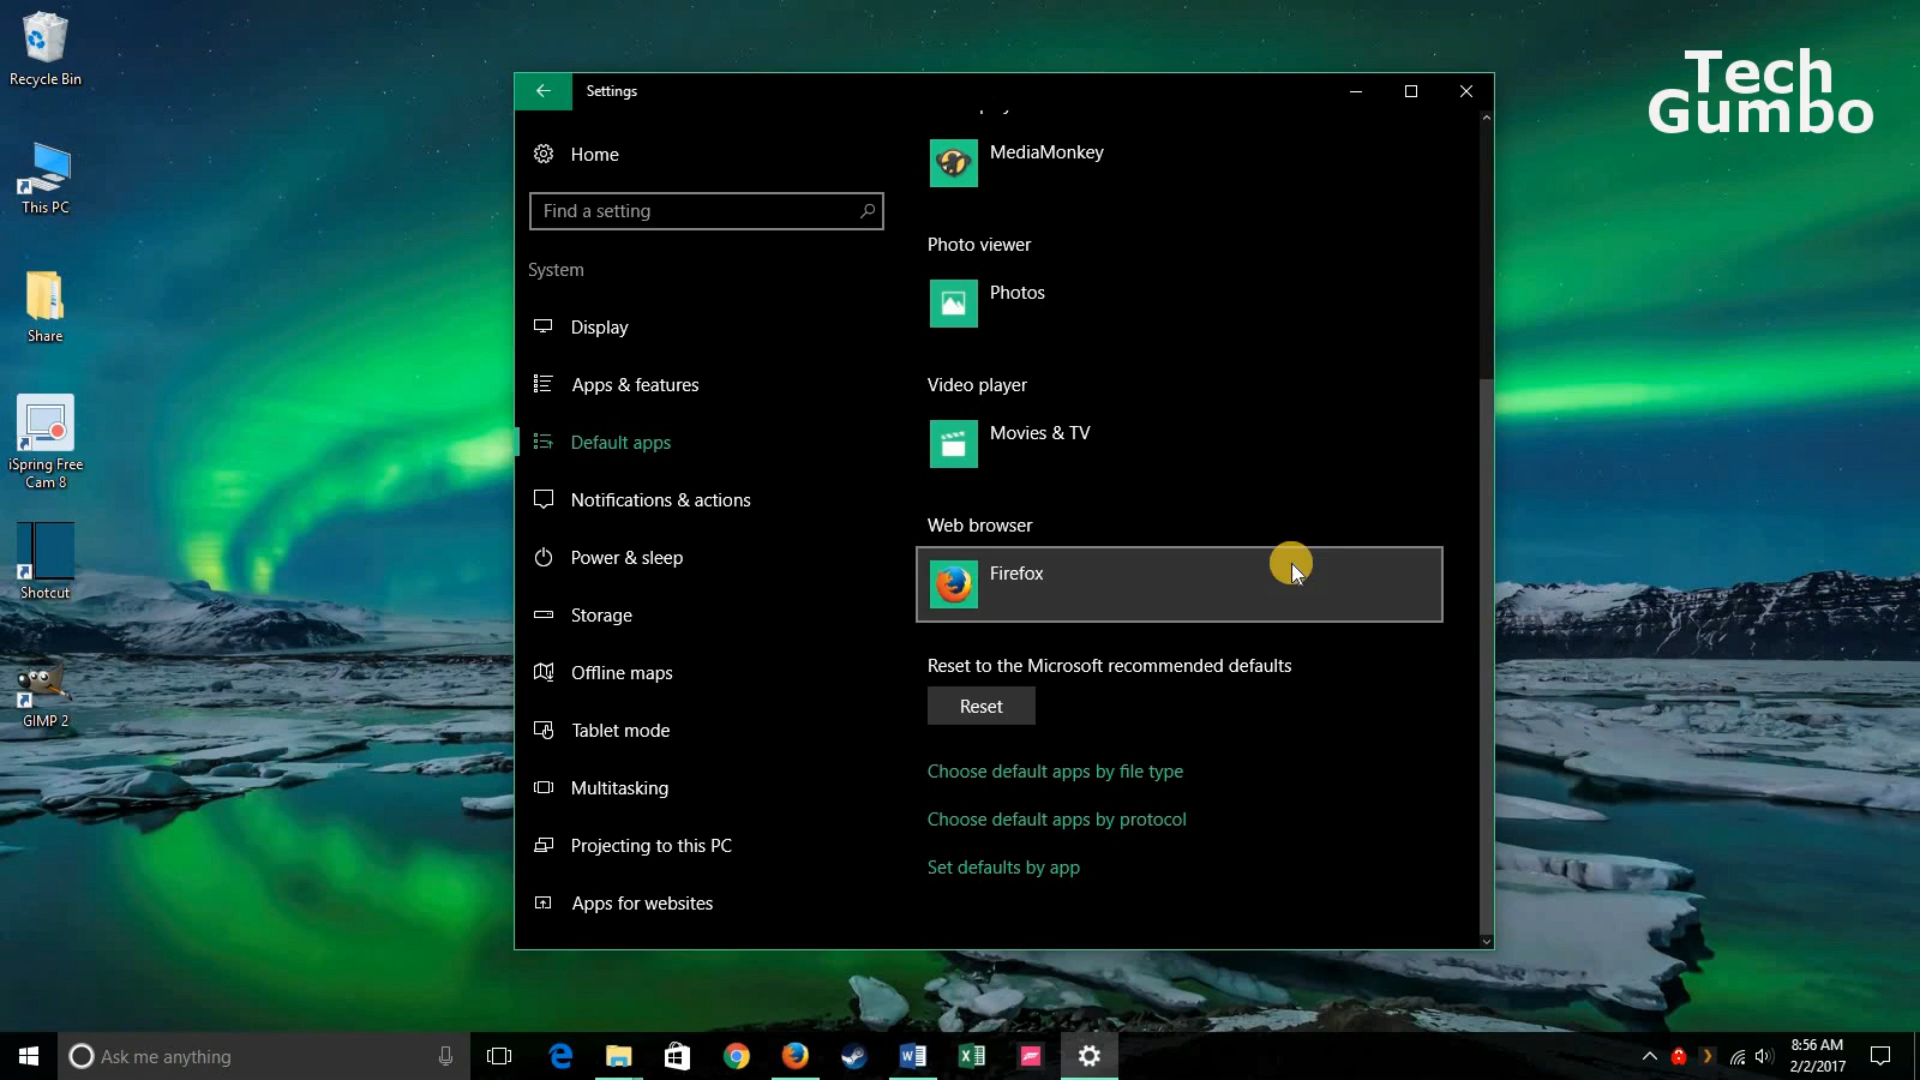 Recycle Bin
This PC
Share
iSpring Free
Cam 8
Shotcut
GIMP 2
Tech
Gumbo
Settings
Home
Find a setting
System
Display
Apps & features
Default apps
Notifications & actions
Power & sleep
Storage
Offline maps
Tablet mode
Multitasking
Projecting to this PC
Apps for websites
MediaMonkey
Photo viewer
Photos
Video player
Movies & TV
Web browser
Firefox
Reset to the Microsoft recommended defaults
Reset
Choose default apps by file type
Choose default apps by protocol
Set defaults by app
Ask me anything
8:56 AM
2/2/2017